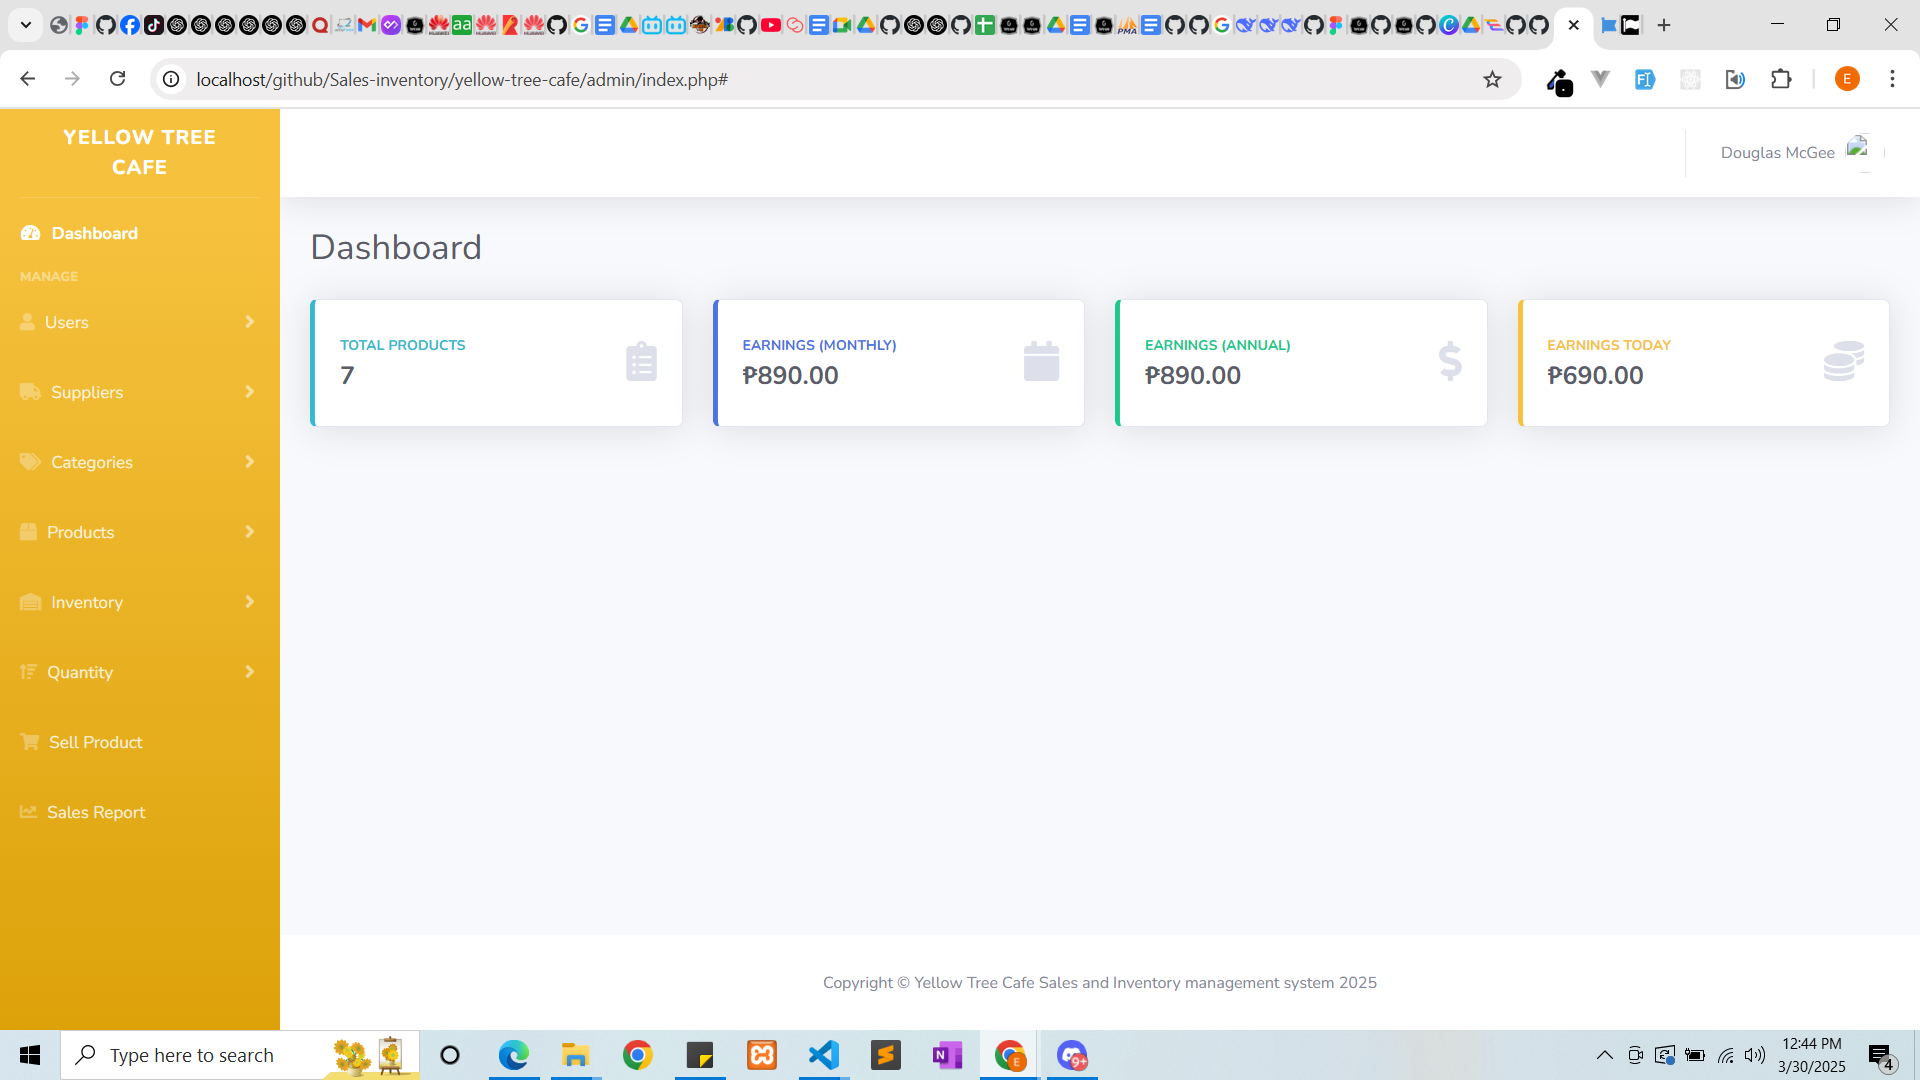 localhost/github/Sales-inventory/yellow-tree-cafe/admin/index.php#
E
YELLOW TREE
CAFE
Douglas McGee
Dashboard
MANAGE
Users
Suppliers
Categories
Products
Inventory
Quantity
Sell Product
Sales Report
Dashboard
TOTAL PRODUCTS
7
EARNINGS (MONTHLY)
₱890.00
EARNINGS (ANNUAL)
₱890.00
EARNINGS TODAY
₱690.00
Copyright © Yellow Tree Cafe Sales and Inventory management system 2025
Type here to search
9+
12:44 PM
3/30/2025
4